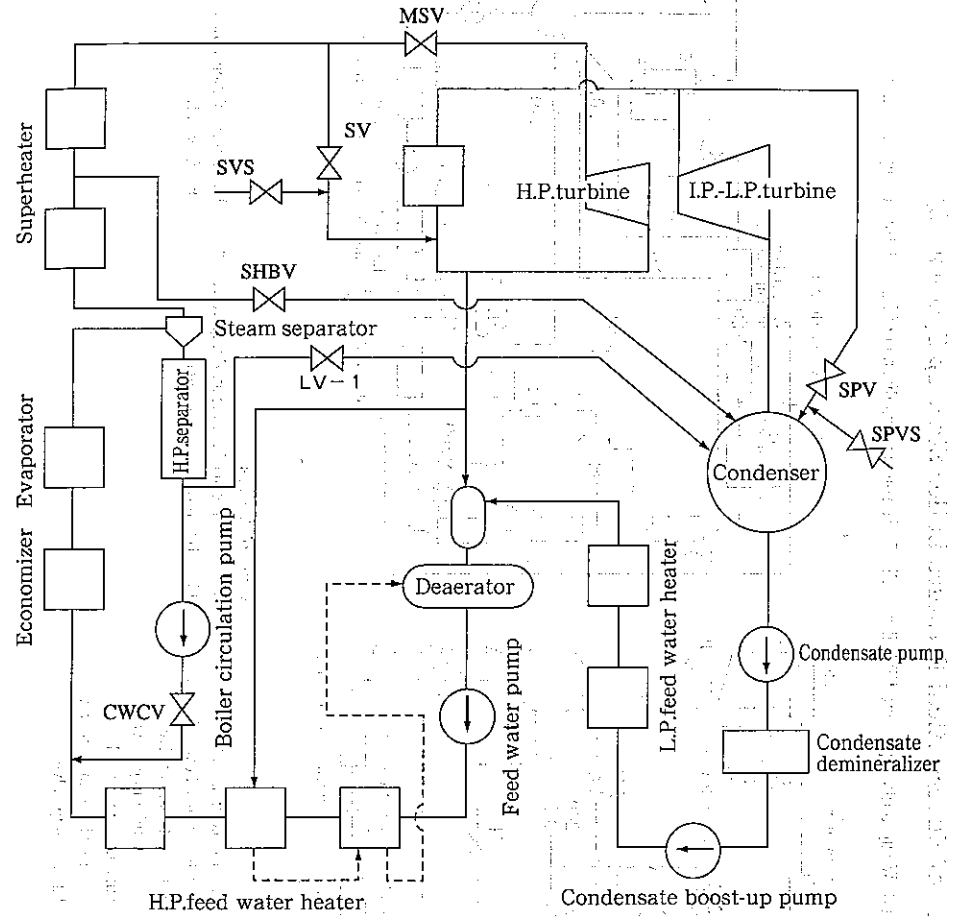 MSV
SV
SVS
Superheater
H.P.turbine
I.P.-L.P.turbine
SHBV
Steam separator
LV-1
SPV
SPVS
H.P.separator
Evaporator
Condenser
Economizer
Boiler circulation pump
Deaerator
L.P.feed water heater
Condensate pump
CWCV
Feed water pump
Condensate
demineralizer
H.P.feed water heater
Condensate boost-up pump